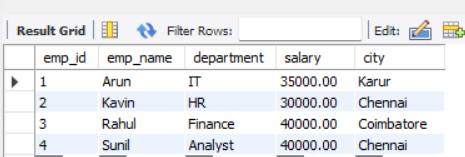 Result Grid Filter Rows: Edit:
emp_id emp_name department salary city
1 Arun IT 35000.00 Karur
2 Kavin HR 30000.00 Chennai
3 Rahul Finance 40000.00 Coimbatore
4 Sunil Analyst 40000.00 Chennai